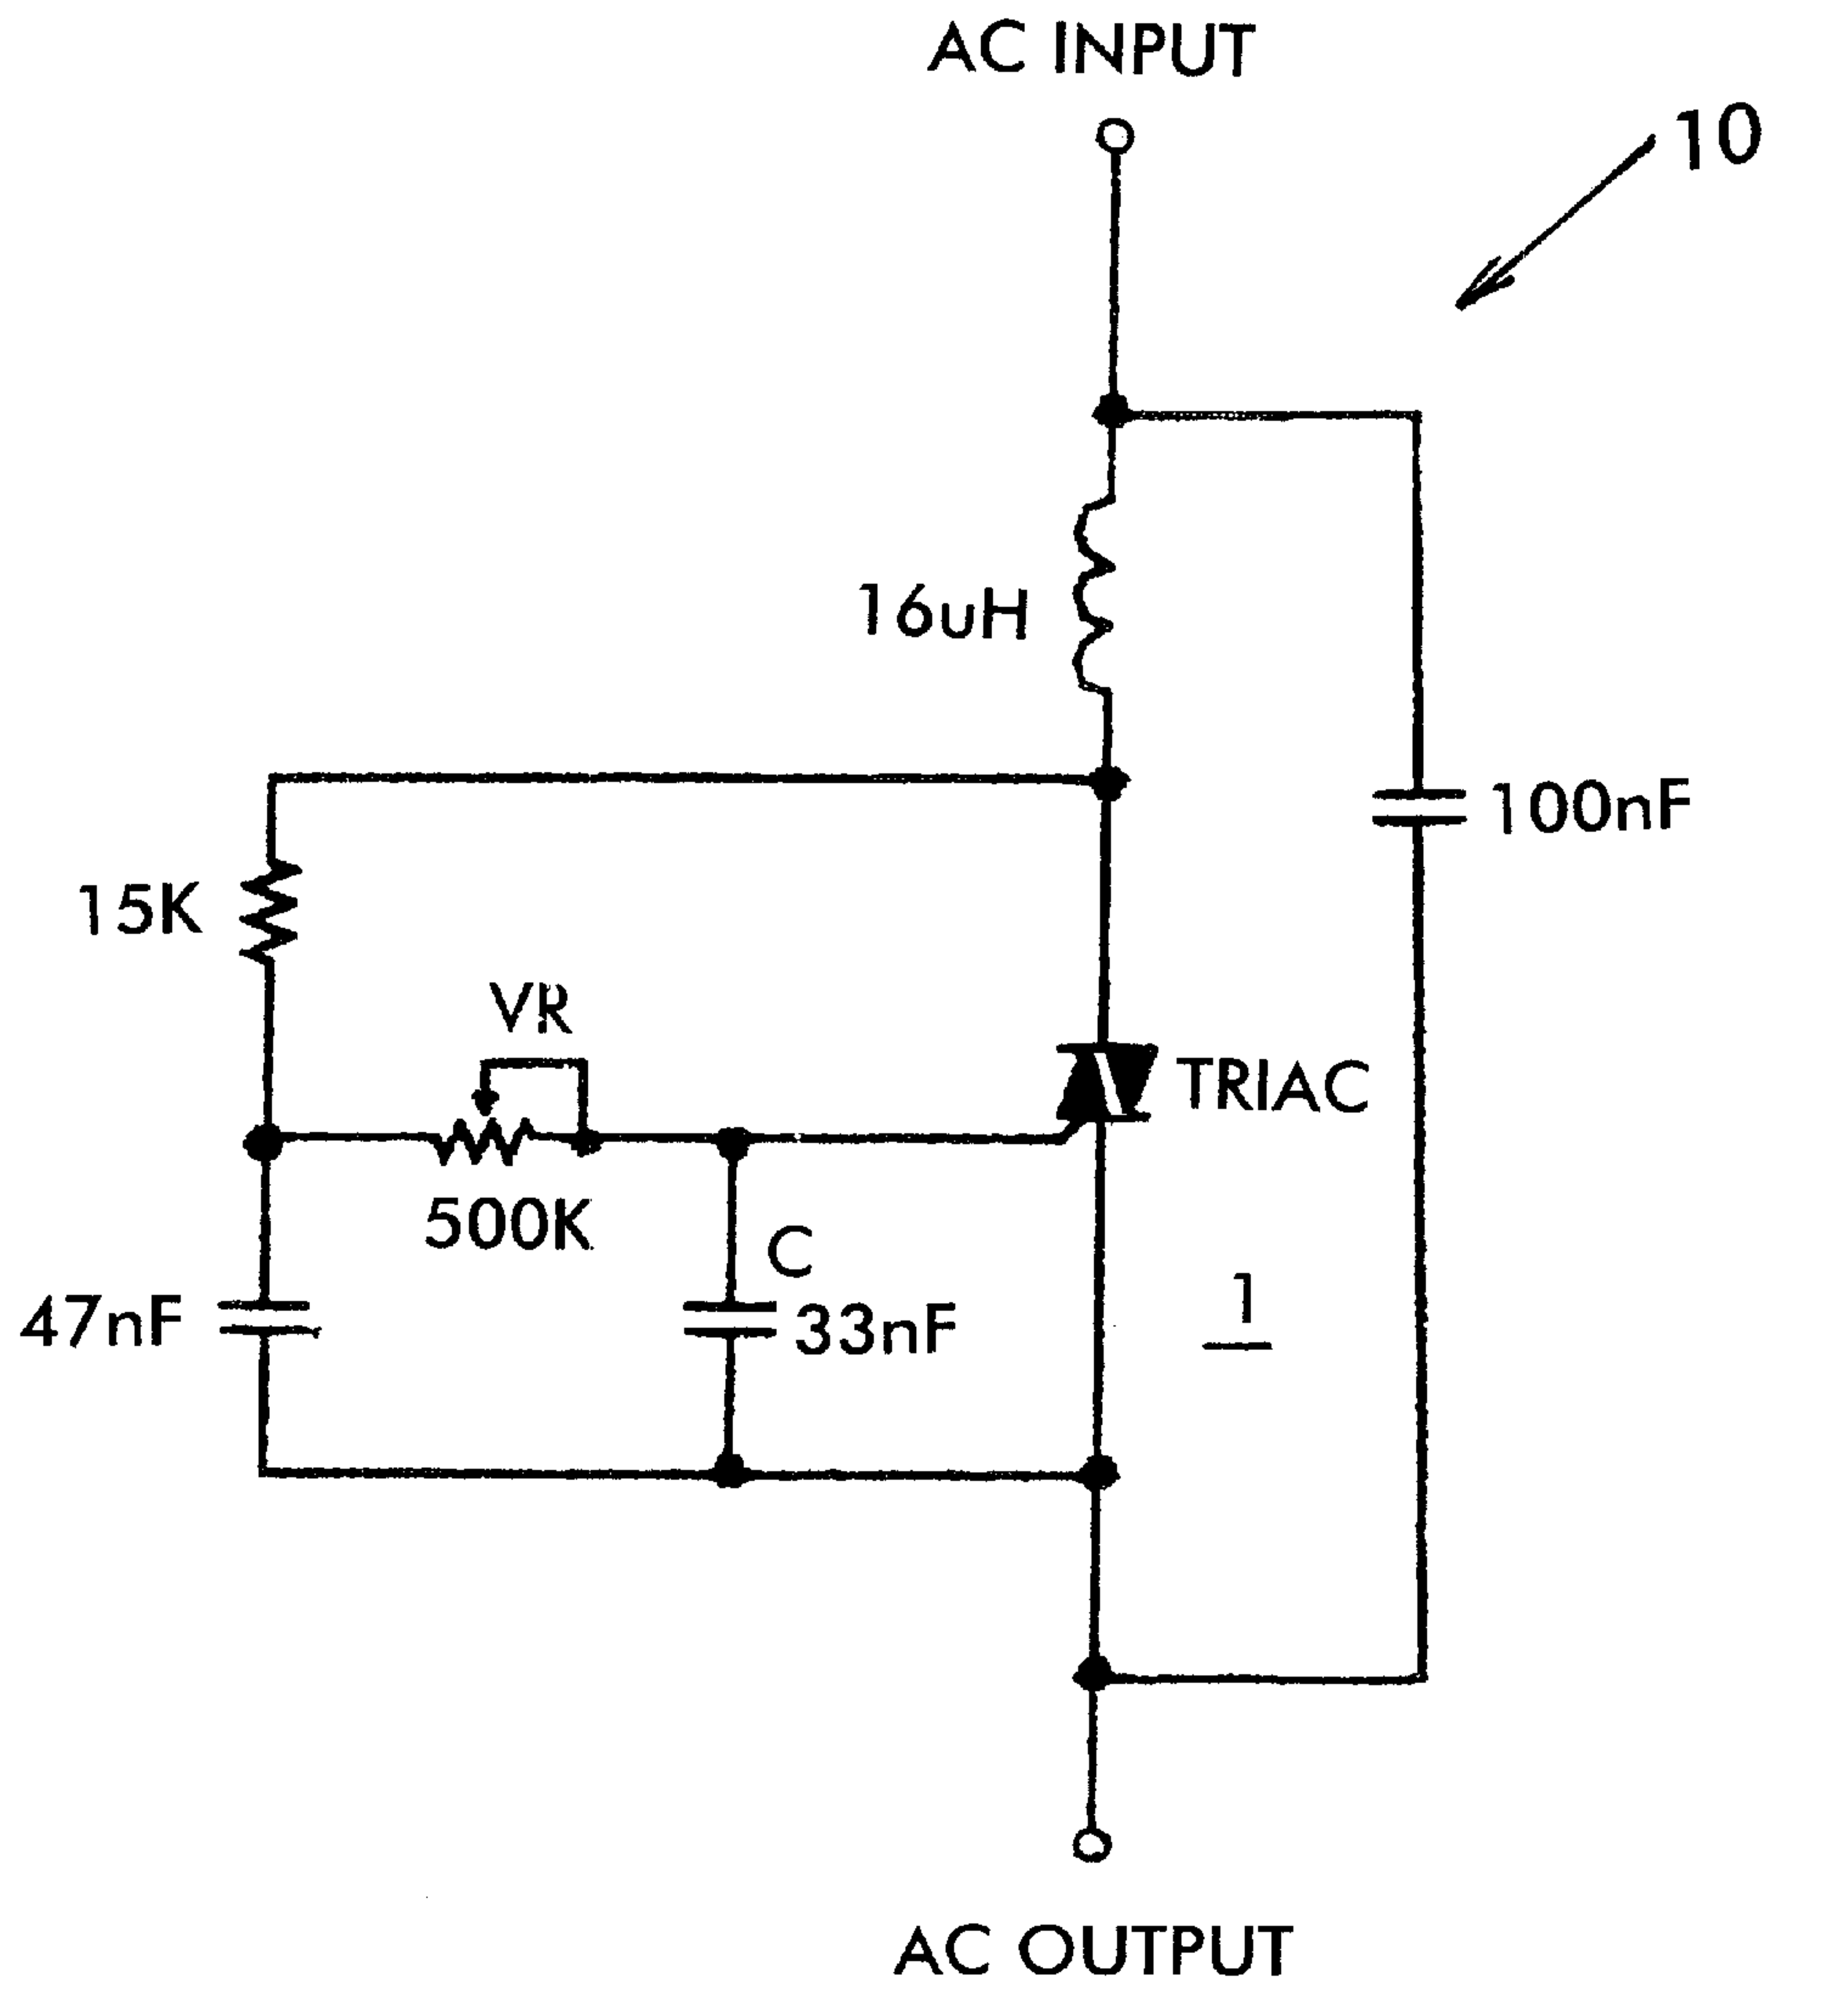 AC INPUT
10
16uH
100nF
15K
VR
TRIAC
500K
C
47nF
33nF
1
AC OUTPUT